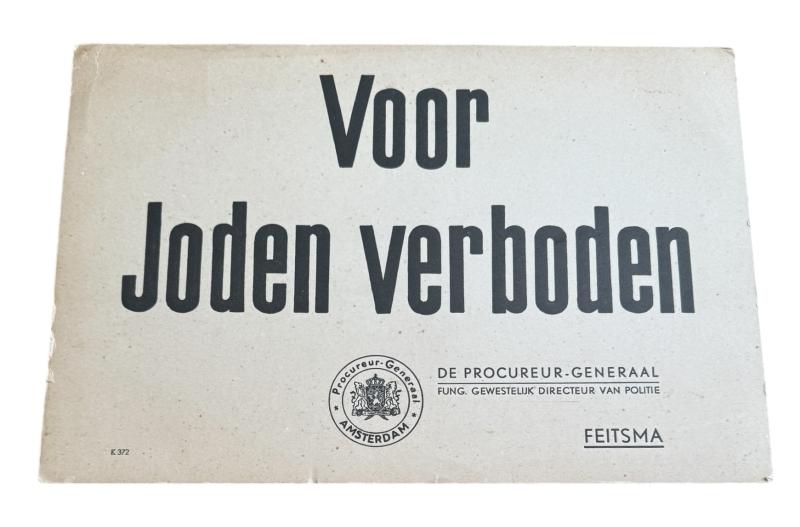 Voor
Joden verboden
Procureur-Generaal
AMSTERDAM
DE PROCUREUR-GENERAAL
FUNG. GEWESTELIJK DIRECTEUR VAN POLITIE
FEITSMA
K 372